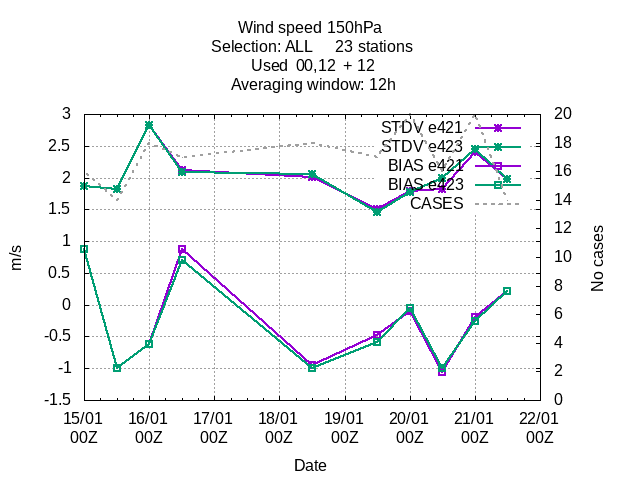 Wind speed 150hPa
Selection: ALL 23 stations
Used 00,12 + 12
Averaging window: 12h
3
2.5
2
1.5
1
0.5
0
-0.5
-1
-1.5
m/s
20
18
16
14
12
10
8
6
4
2
0
No cases
STDV e421
STDV e423
BIAS e421
BIAS e423
CASES
15/01 16/01 17/01 18/01 19/01 20/01 21/01 22/01
00Z 00Z 00Z 00Z 00Z 00Z 00Z 00Z
Date